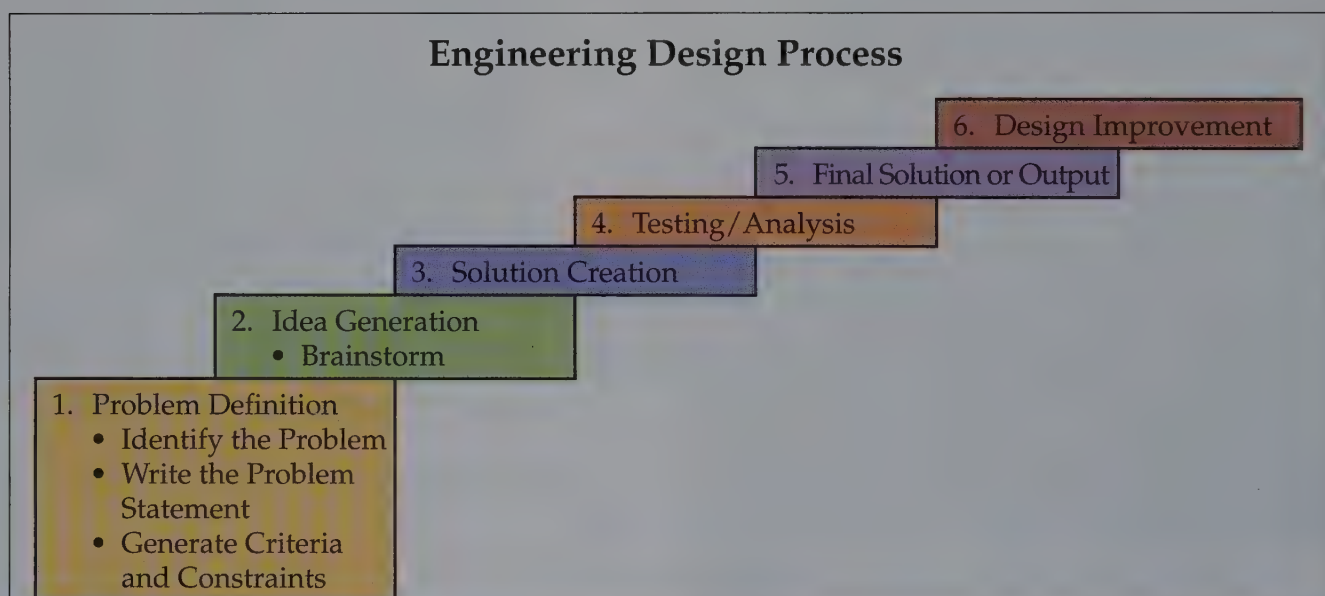 Engineering Design Process
6. Design Improvement
5. Final Solution or Output
4. Testing/Analysis
3. Solution Creation
2. Idea Generation
• Brainstorm
1. Problem Definition
• Identify the Problem
• Write the Problem
Statement
• Generate Criteria
and Constraints